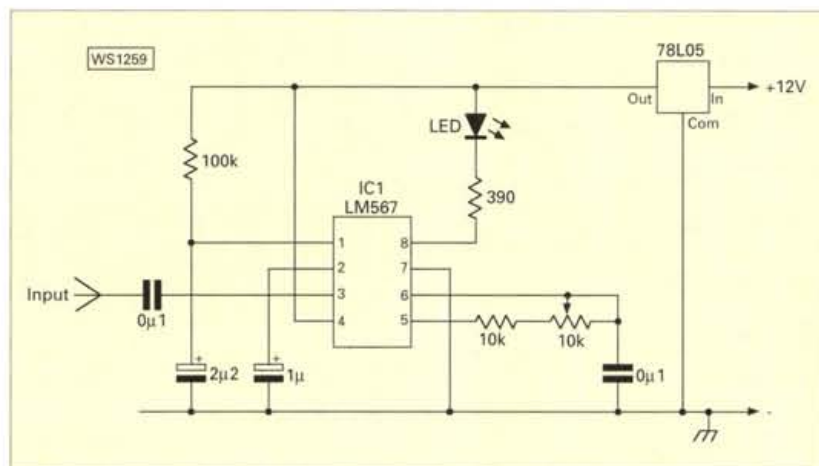 WS1259
78L05
Out
In
+12V
Com
LED
100k
390
IC1
LM567
1
8
2
7
3
6
4
5
Input
0µ1
10k
10k
2µ2
+
1µ
+
0µ1
-